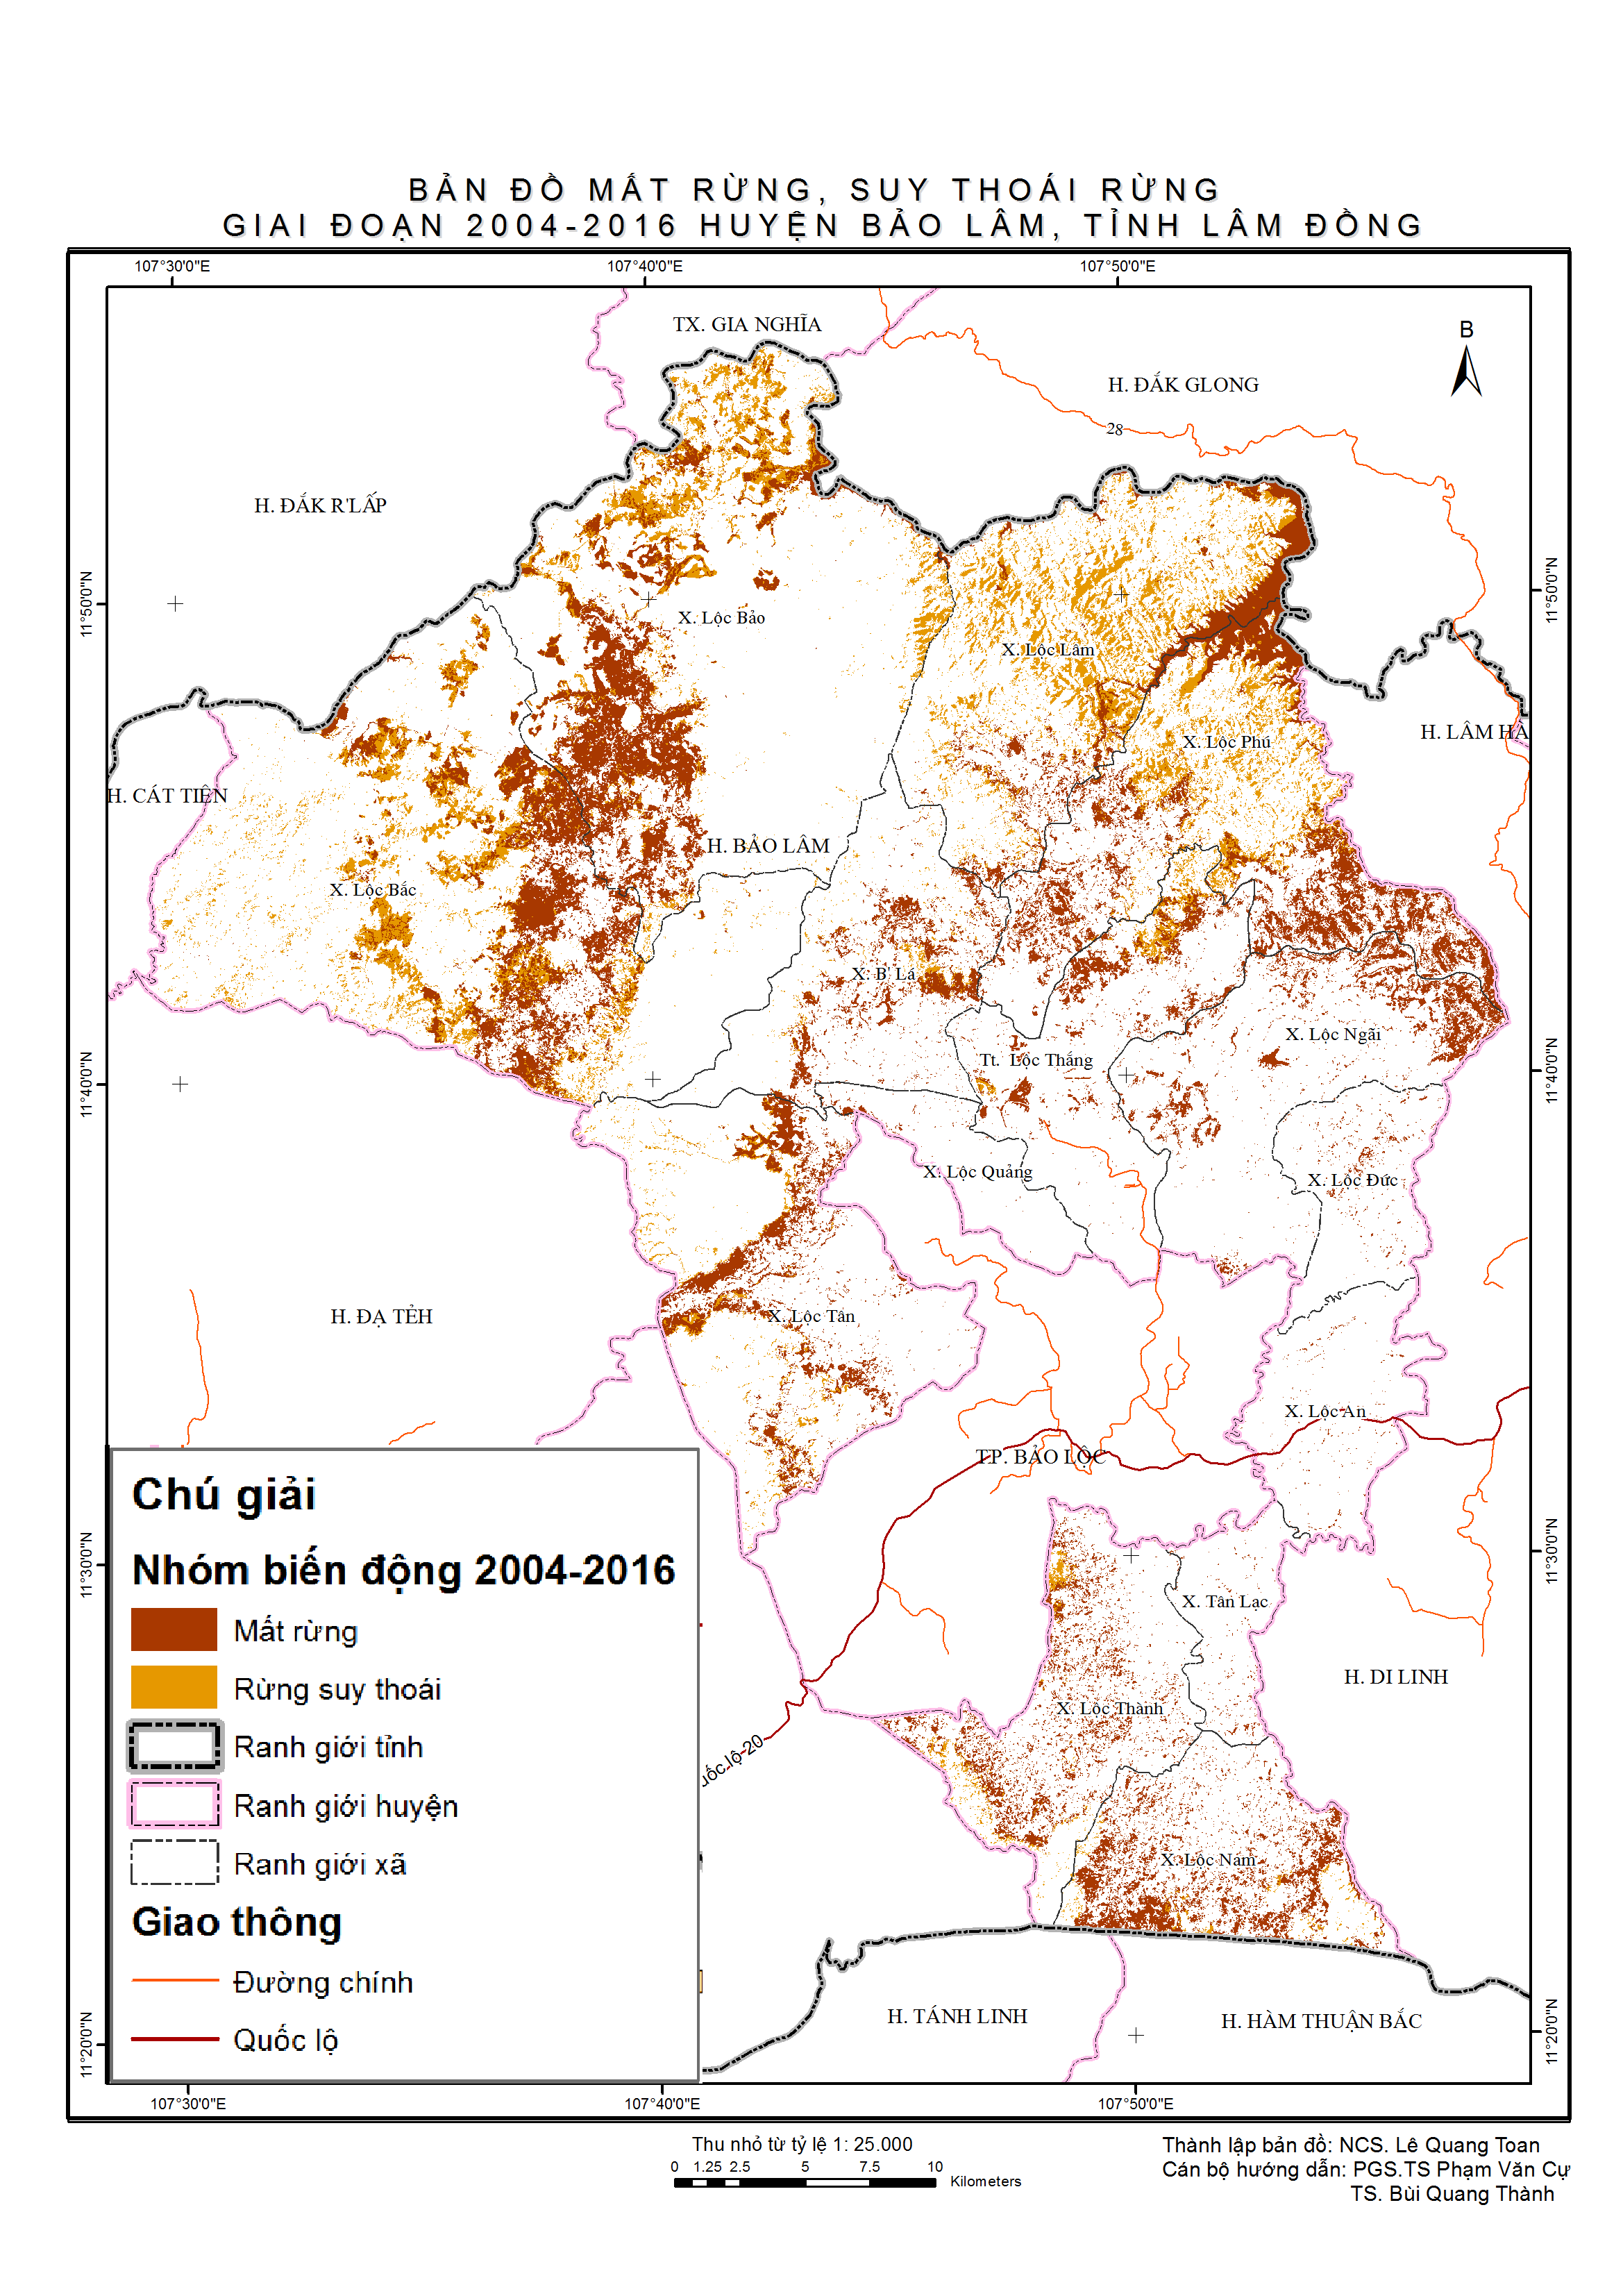 BẢN ĐỒ MẤT RỪNG, SUY THOÁI RỪNG
GIAI ĐOẠN 2004-2016 HUYỆN BẢO LÂM, TỈNH LÂM ĐỒNG
107°30'0"E
107°40'0"E
107°50'0"E
TX. GIA NGHĨA
B
H. ĐẮK GLONG
28
H. ĐẮK R'LẤP
11°50'0"N
11°50'0"N
X. Lộc Bảo
X. Lộc Lâm
H. LÂM HÀ
X. Lộc Phú
H. CÁT TIÊN
H. BẢO LÂM
X. Lộc Bắc
X. B Lá
X. Lộc Ngãi
Tt. Lộc Thắng
11°40'0"N
11°40'0"N
X. Lộc Quảng
X. Lộc Đức
H. ĐẠ TẺH
X. Lộc Tân
X. Lộc An
TP. BẢO LỘC
Chú giải
Nhóm biến động 2004-2016
Mất rừng
Rừng suy thoái
Ranh giới tỉnh
Ranh giới huyện
Ranh giới xã
Giao thông
Đường chính
Quốc lộ
11°30'0"N
11°30'0"N
X. Tân Lạc
H. DI LINH
X. Lộc Thành
uốc lộ 20
X. Lộc Nam
H. TÁNH LINH
H. HÀM THUẬN BẮC
11°20'0"N
11°20'0"N
107°30'0"E
107°40'0"E
107°50'0"E
Thu nhỏ từ tỷ lệ 1: 25.000
0 1.25 2.5 5 7.5 10
Kilometers
Thành lập bản đồ: NCS. Lê Quang Toan
Cán bộ hướng dẫn: PGS.TS Phạm Văn Cự
TS. Bùi Quang Thành